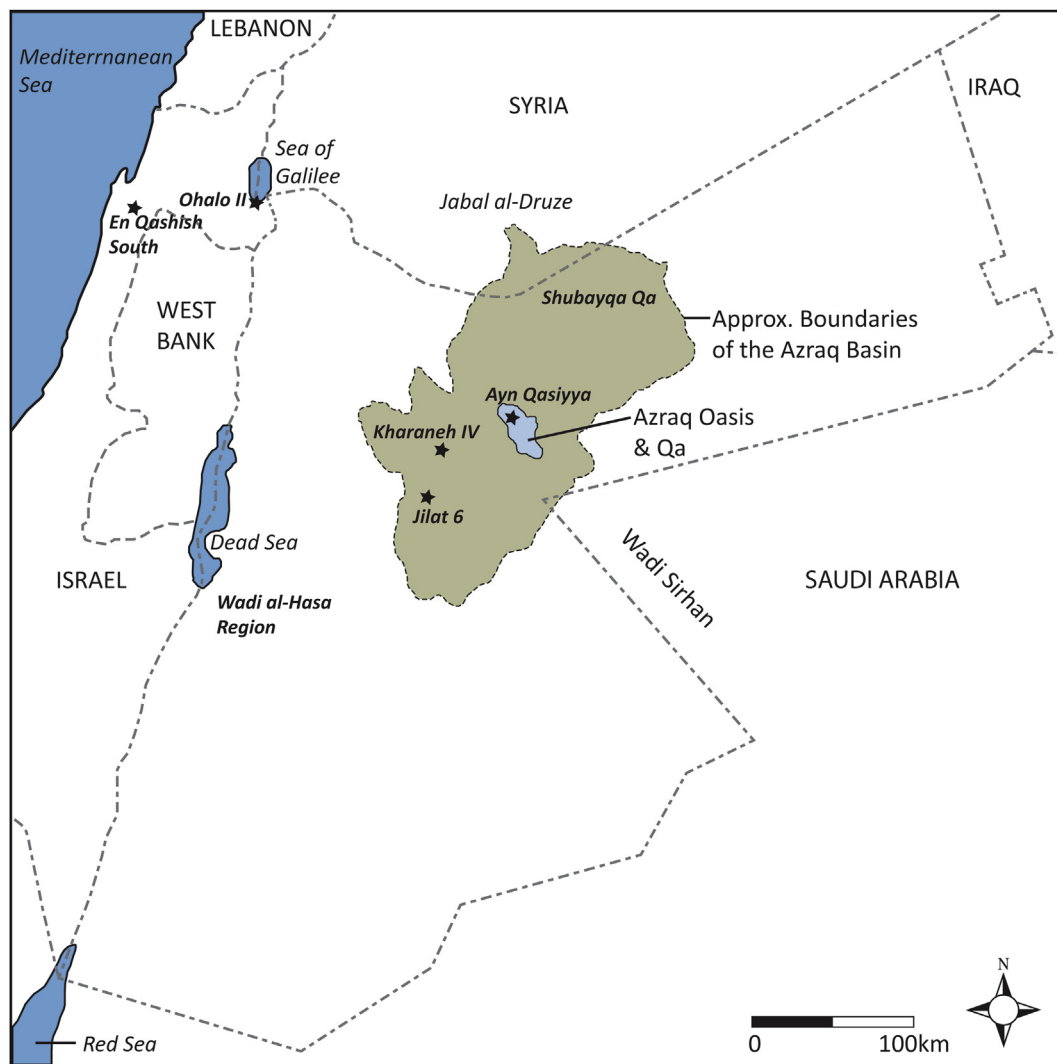 LEBANON
Mediterrnanean
Sea
IRAQ
SYRIA
Sea of
Galilee
Ohalo II
Jabal al-Druze
En Qashish
South
Shubayqa Qa
WEST
BANK
Approx. Boundaries
of the Azraq Basin
Ayn Qasiyya
Azraq Oasis
& Qa
Kharaneh IV
Jilat 6
Dead Sea
Wadi Sirhan
ISRAEL
SAUDI ARABIA
Wadi al-Hasa
Region
N
Red Sea
0
100km